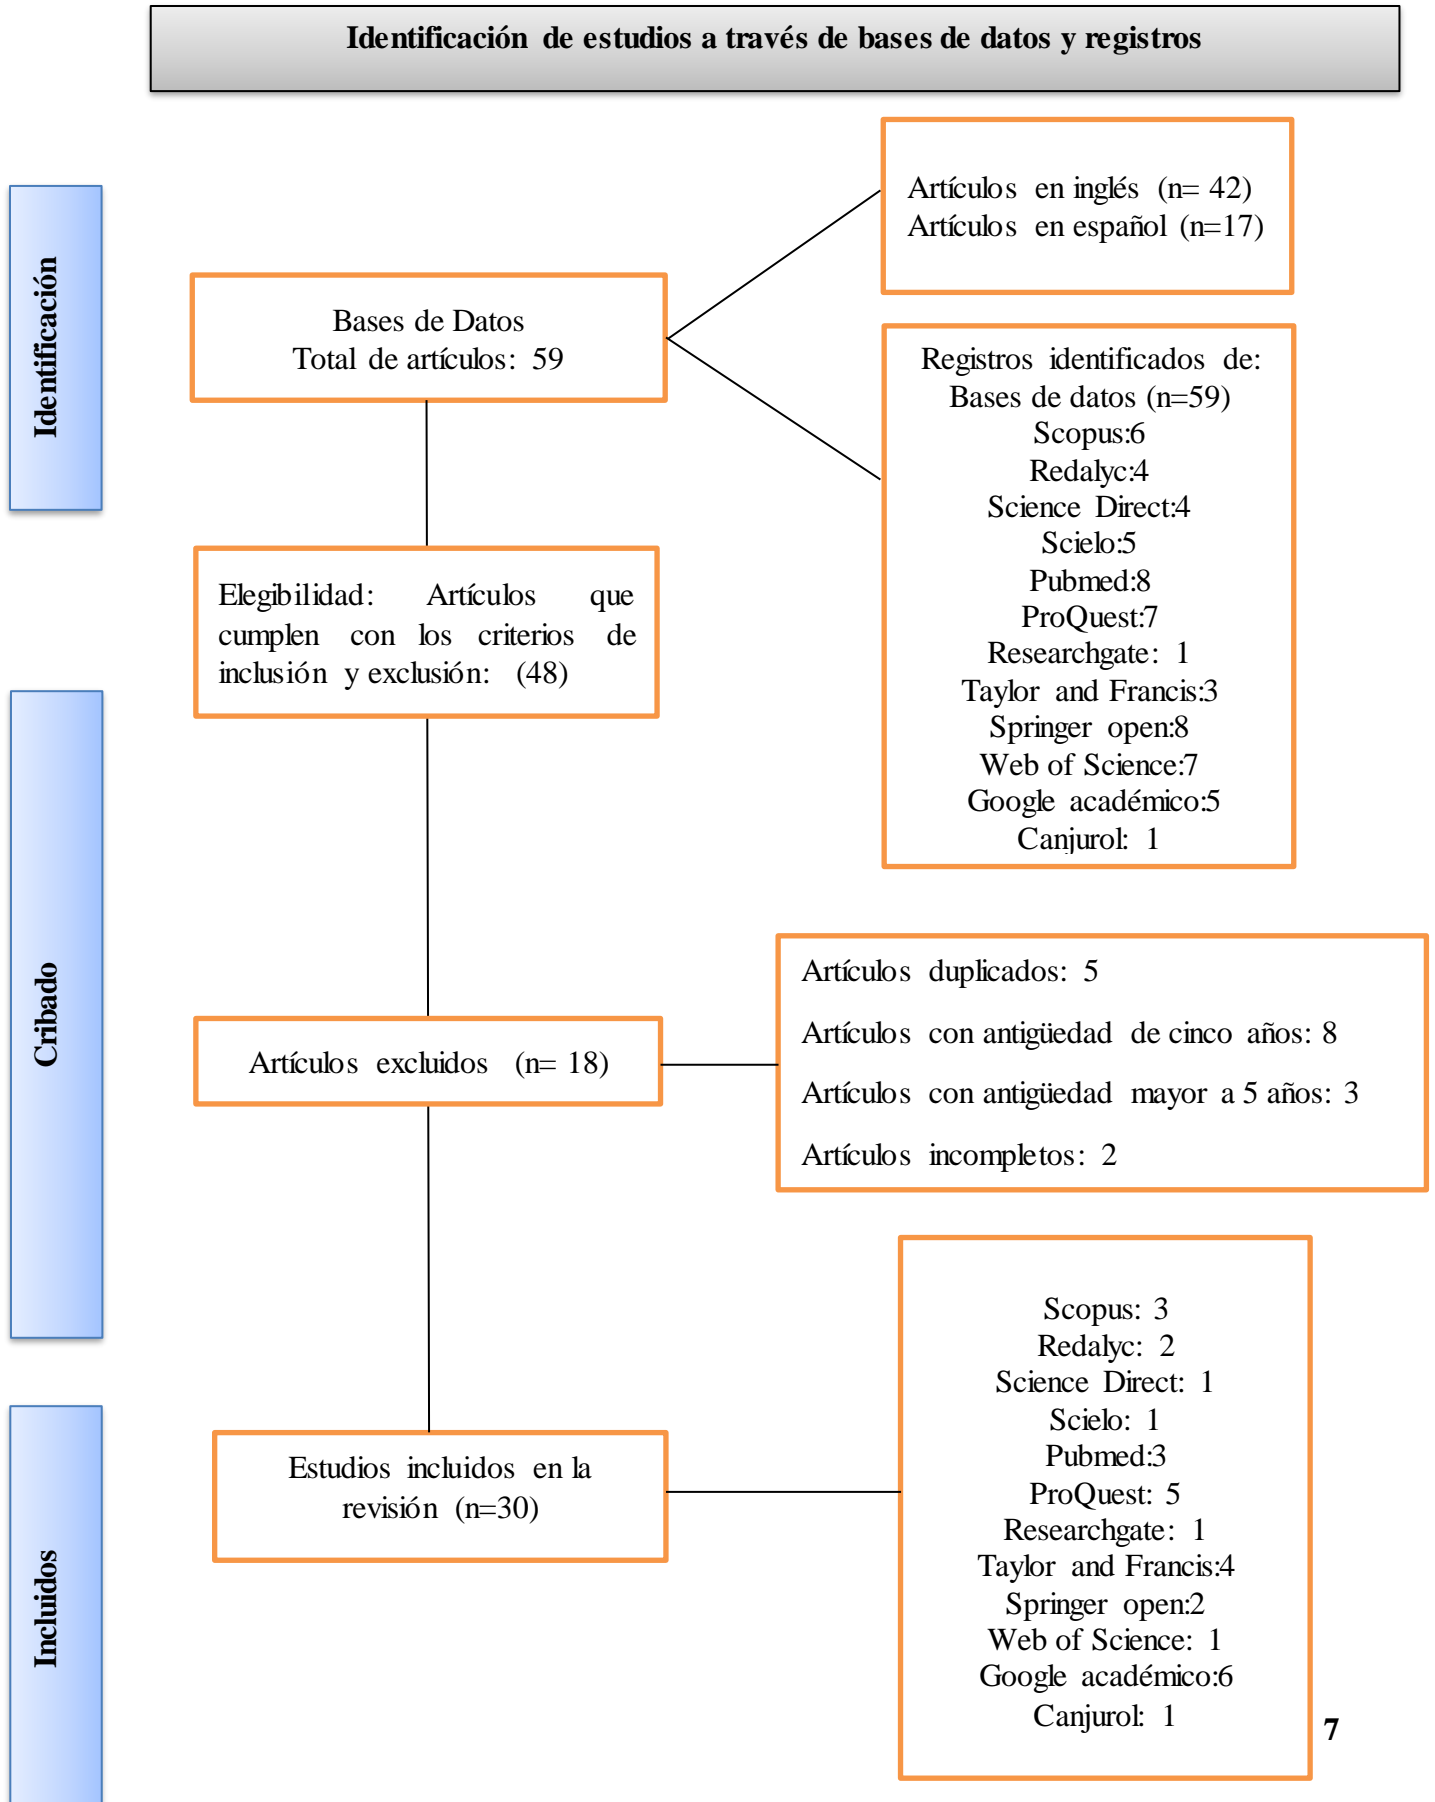 Identificación de estudios a través de bases de datos y registros
Identificación
Artículos en inglés (n= 42)
Artículos en español (n=17)
Bases de Datos
Total de artículos: 59
Registros identificados de:
Bases de datos (n=59)
Scopus:6
Redalyc:4
Science Direct:4
Scielo:5
Pubmed:8
ProQuest:7
Researchgate: 1
Taylor and Francis:3
Springer open:8
Web of Science:7
Google académico:5
Canjurol: 1
Elegibilidad: Artículos que
cumplen con los criterios de
inclusión y exclusión: (48)
Cribado
Artículos excluidos (n= 18)
Artículos duplicados: 5
Artículos con antigüedad de cinco años: 8
Artículos con antigüedad mayor a 5 años: 3
Artículos incompletos: 2
Incluidos
Estudios incluidos en la
revisión (n=30)
Scopus: 3
Redalyc: 2
Science Direct: 1
Scielo: 1
Pubmed:3
ProQuest: 5
Researchgate: 1
Taylor and Francis:4
Springer open:2
Web of Science: 1
Google académico:6
Canjurol: 1
7